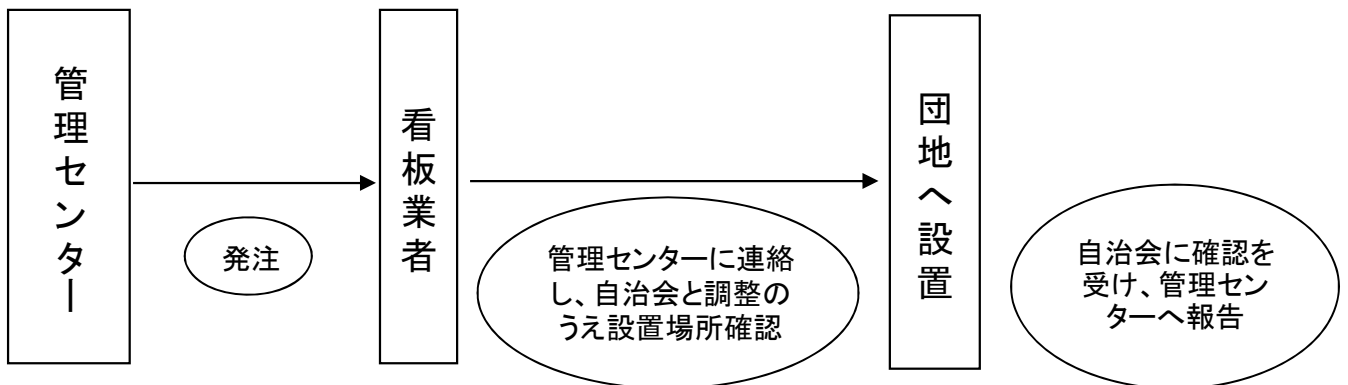 管理センター
発注
看板業者
管理センターに連絡
し、自治会と調整の
うえ設置場所確認
団地へ設置
自治会に確認を
受け、管理セン
ターへ報告